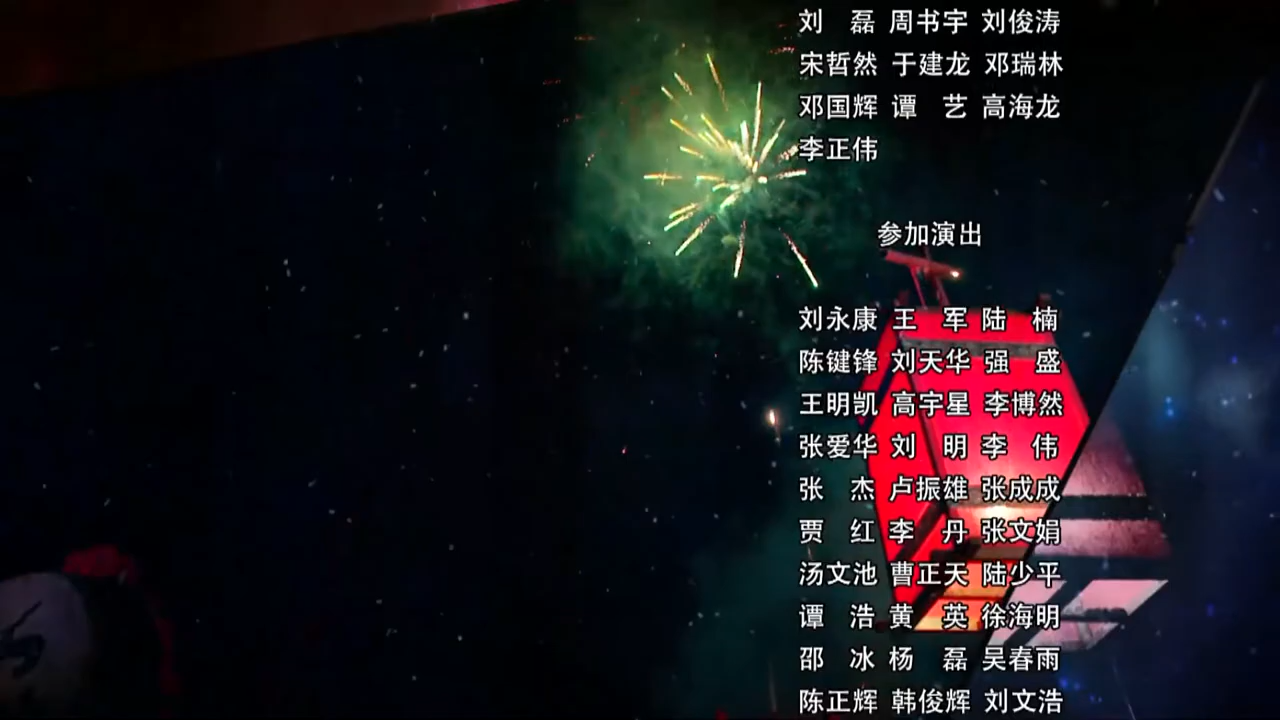 刘　磊 周书宇 刘俊涛
宋哲然 于建龙 邓瑞林
邓国辉 谭　艺 高海龙
李正伟
参加演出
刘永康 王　军 陆　楠
陈键锋 刘天华 强　盛
王明凯 高宇星 李博然
张爱华 刘　明 李　伟
张　杰 卢振雄 张成成
贾　红 李　丹 张文娟
汤文池 曹正天 陆少平
谭　浩 黄　英 徐海明
邵　冰 杨　磊 吴春雨
陈正辉 韩俊辉 刘文浩